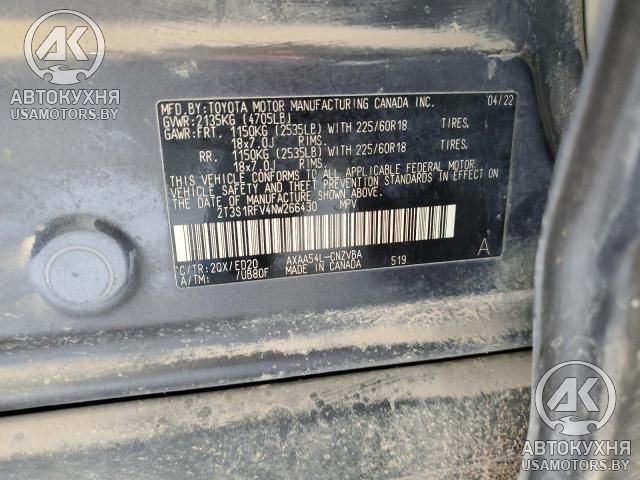 AK
АВТОКУХНЯ
USAMOTORS.BY
MFD.BY:TOYOTA MOTOR MANUFACTURING CANADA INC. 04/22
GVWR:2135KG (4705LB)
GAWR:FRT. 1150KG (2535LB) WITH 225/60R18 TIRES,
18x7.0J RIMS,
RR. 1150KG (2535LB) WITH 225/60R18 TIRES,
18x7.0J RIMS.
THIS VEHICLE CONFORMS TO ALL APPLICABLE FEDERAL MOTOR
VEHICLE SAFETY AND THEFT PREVENTION STANDARDS IN EFFECT ON
THE DATE OF MANUFACTURE SHOWN ABOVE.
2T3S1RFV4NW266430 MPV
C/TR:2QX/ED20 AXAA54L-CNZVBA A
A/TM: /UB80F MADE IN CANADA 519
AK
АВТОКУХНЯ
USAMOTORS.BY